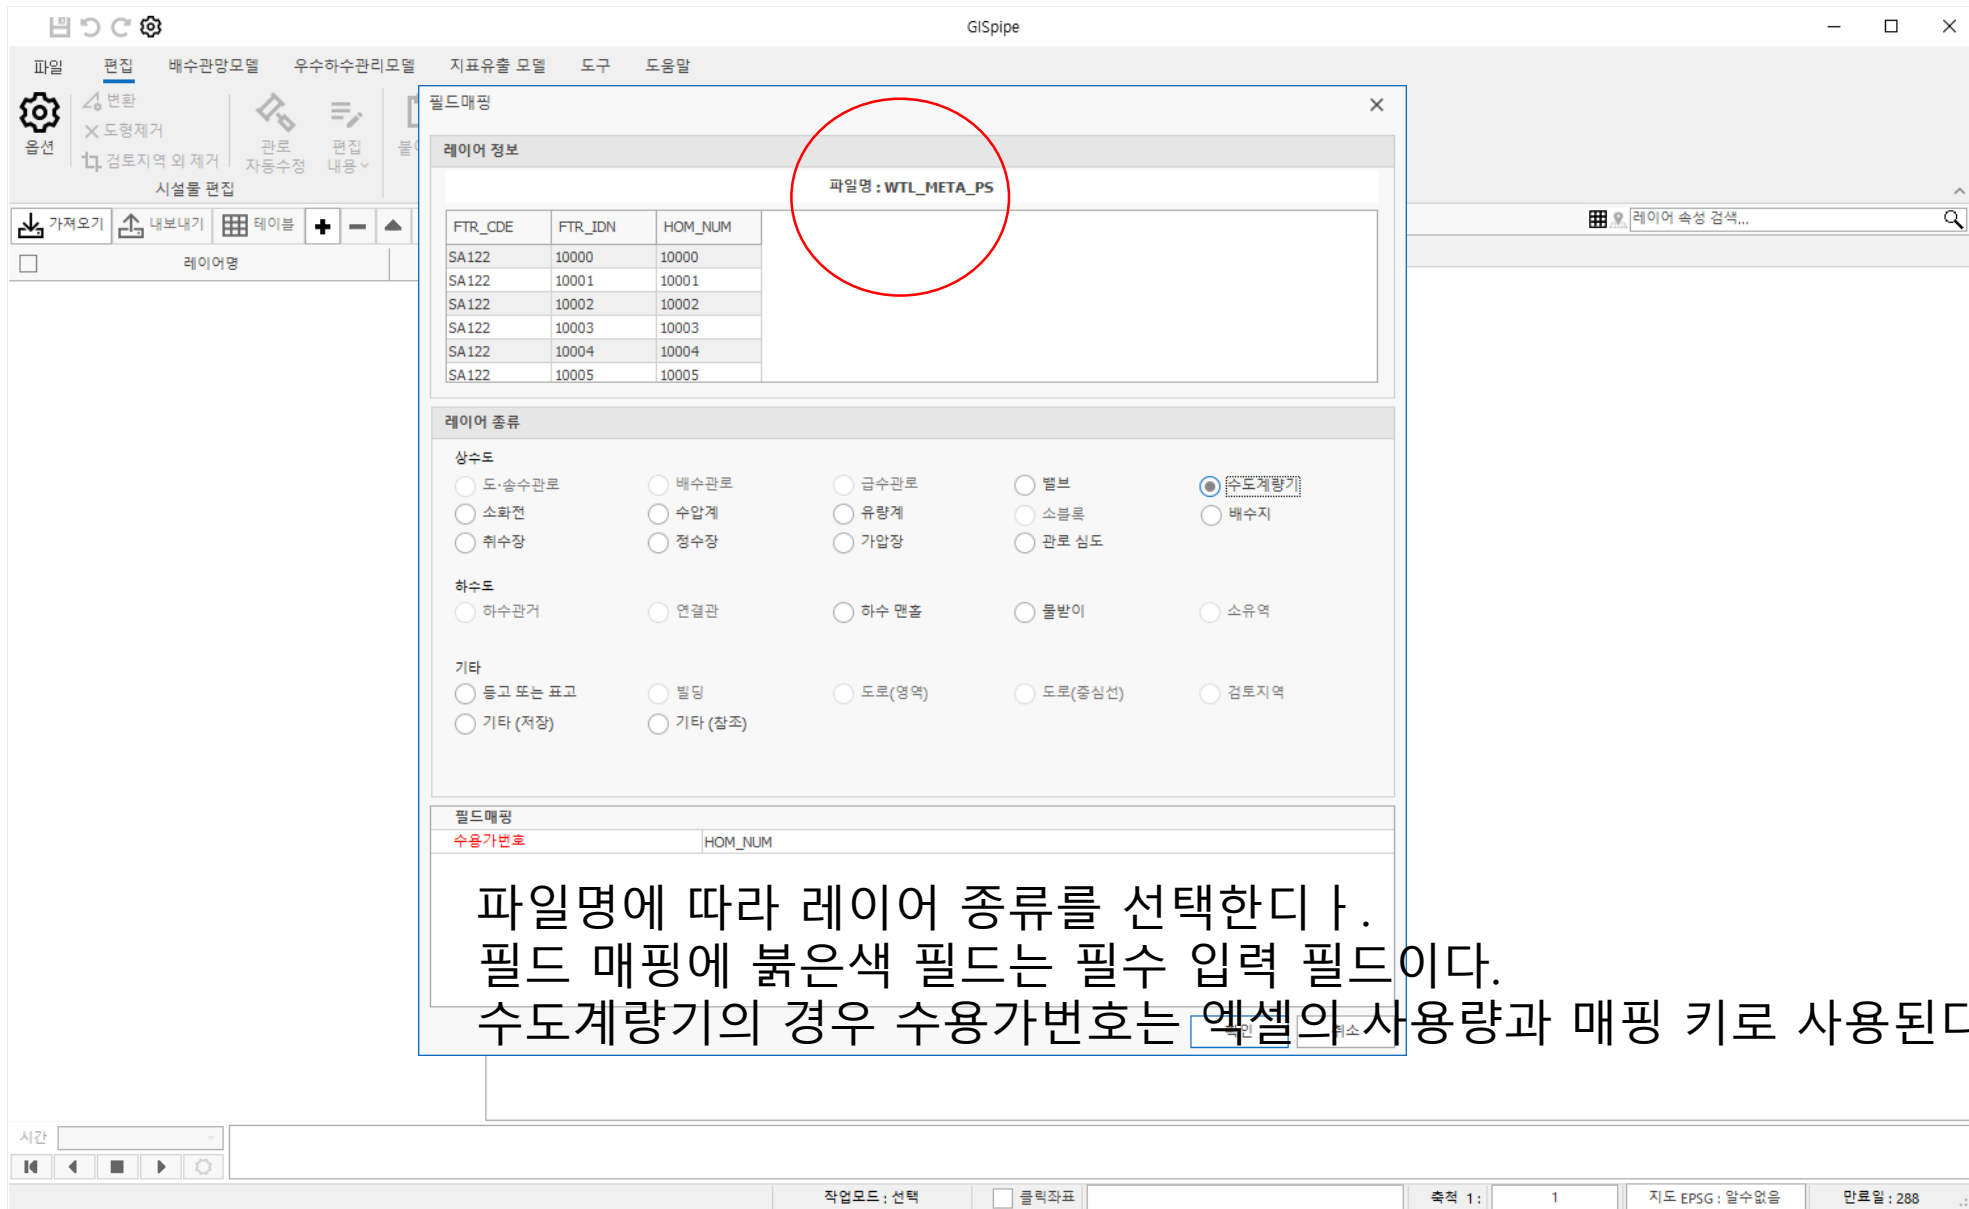 GISpipe
파일 편집 배수관망모델 우수하수관리모델 지표유출 모델 도구 도움말
옵션
변환
도형제거
검토지역 외 제거
관로
자동수정
편집
내용
시설물 편집
필드매핑
레이어 정보
파일명 : WTL_META_PS
FTR_CDE FTR_IDN HOM_NUM
SA122 10000 10000
SA122 10001 10001
SA122 10002 10002
SA122 10003 10003
SA122 10004 10004
SA122 10005 10005
가져오기 내보내기 테이블
레이어 속성 검색...
레이어명
레이어 종류
상수도
도·송수관로 배수관로 급수관로 밸브 수도계량기
소화전 수압계 유량계 소블록 배수지
취수장 정수장 가압장 관로 심도
하수도
하수관거 연결관 하수 맨홀 물받이 소유역
기타
등고 또는 표고 빌딩 도로(영역) 도로(중심선) 검토지역
기타 (저장) 기타 (참조)
필드매핑
수용가번호 HOM_NUM
파일명에 따라 레이어 종류를 선택한디ㅏ.
필드 매핑에 붉은색 필드는 필수 입력 필드이다.
수도계량기의 경우 수용가번호는 엑셀의 사용량과 매핑 키로 사용된다
시간
작업모드 : 선택 클릭좌표 축척 1 : 1 지도 EPSG : 알수없음 만료일 : 288